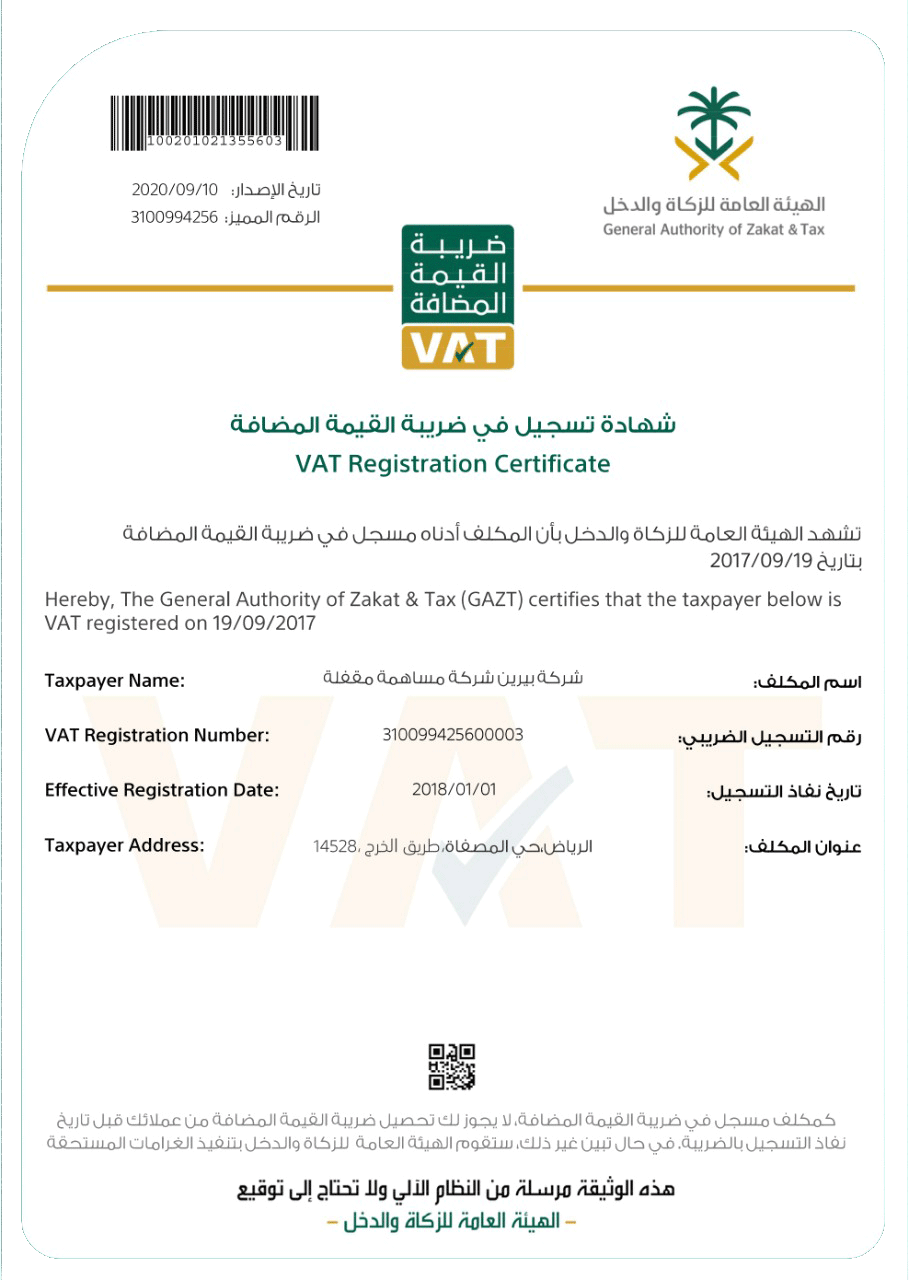 100201021355603
تاريخ الإصدار: 2020/09/10
الرقم المميز: 3100994256
الهيئة العامة للزكاة والدخل
General Authority of Zakat & Tax
ضريبة
القيمة
المضافة
VAT
شهادة تسجيل في ضريبة القيمة المضافة
VAT Registration Certificate
تشهد الهيئة العامة للزكاة والدخل بأن المكلف أدناه مسجل في ضريبة القيمة المضافة
بتاريخ 2017/09/19
Hereby, The General Authority of Zakat & Tax (GAZT) certifies that the taxpayer below is
VAT registered on 19/09/2017
Taxpayer Name: شركة بيرين شركة مساهمة مقفلة اسم المكلف:
VAT Registration Number: 310099425600003 رقم التسجيل الضريبي:
Effective Registration Date: 2018/01/01 تاريخ نفاذ التسجيل:
Taxpayer Address: الرياض،حي المصفاة،طريق الخرج ،14528 عنوان المكلف:
VAT
كمكلف مسجل في ضريبة القيمة المضافة، لا يجوز لك تحصيل ضريبة القيمة المضافة من عملائك قبل تاريخ
نفاذ التسجيل بالضريبة. في حال تبين غير ذلك، ستقوم الهيئة العامة للزكاة والدخل بتنفيذ الغرامات المستحقة
هذه الوثيقة مرسلة من النظام الآلي ولا تحتاج إلى توقيع
– الهيئة العامة للزكاة والدخل –